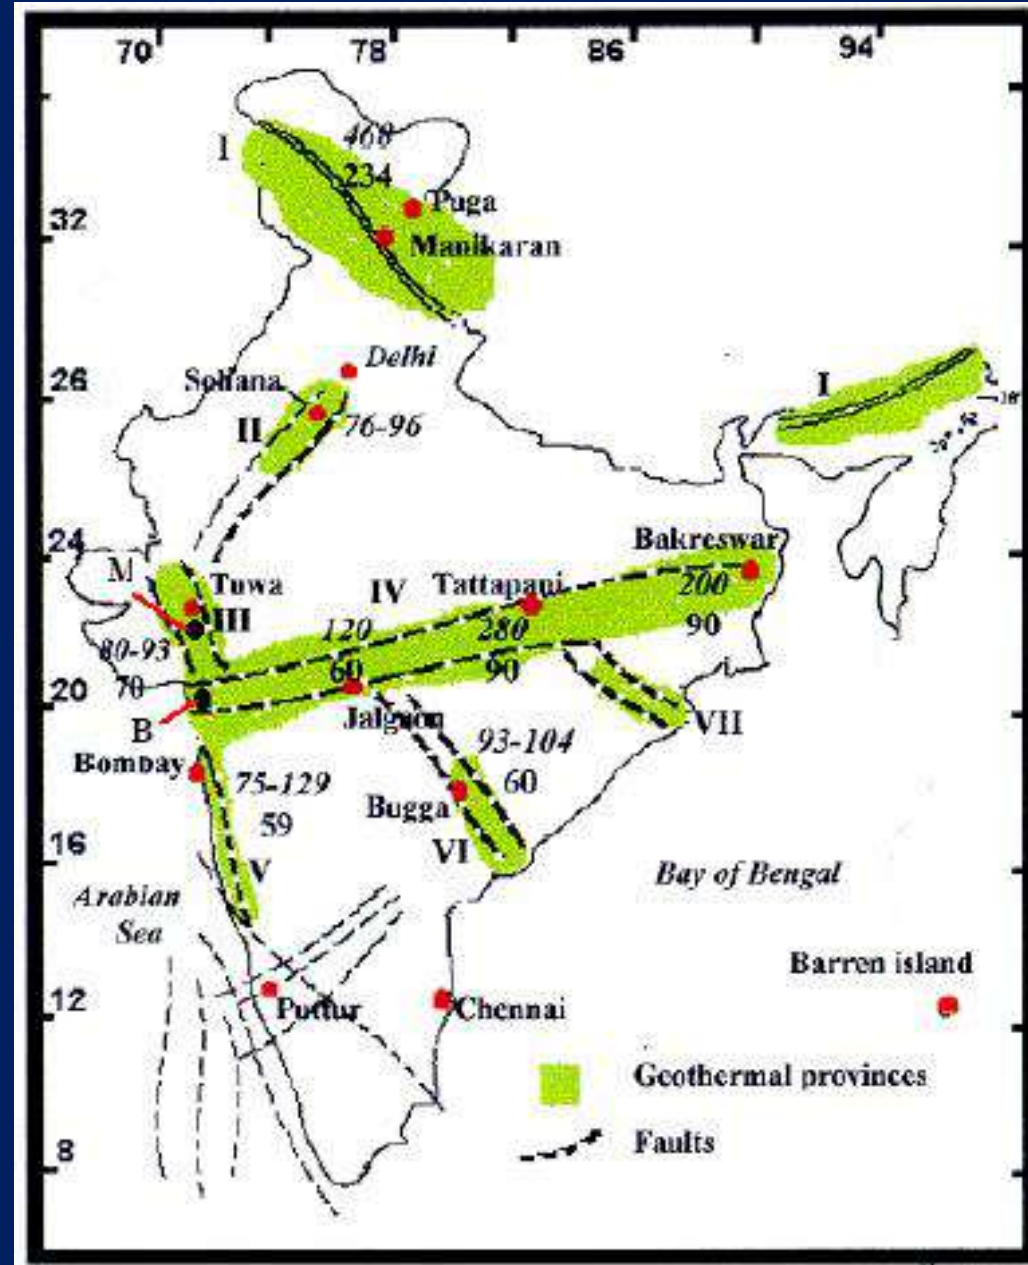 70 78 86 94
I
468
234
Puga
32
Manikaran
Delhi
Sohana
I
26
II
76-96
24
Bakreswar
M
Tuwa
IV
Tattapani
200
III
120
280
90
80-93
60
90
70
20
Jalgaon
VII
B
93-104
Bombay
75-129
60
59
Bugga
16
VI
V
Bay of Bengal
Arabian
Sea
Barren island
12
Puttur
Chennai
Geothermal provinces
Faults
8